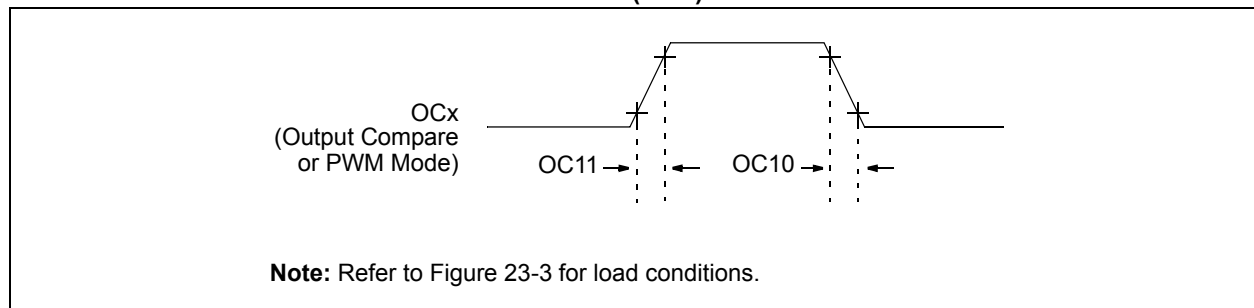 OCx
(Output Compare
or PWM Mode)
OC11
OC10
Note: Refer to Figure 23-3 for load conditions.